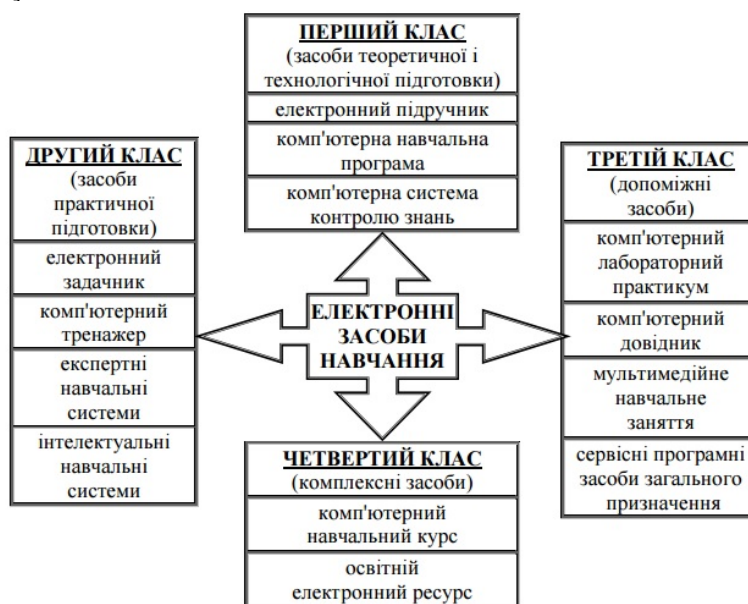 ПЕРШИЙ КЛАС
(засоби теоретичної і
технологічної підготовки)
електронний підручник
комп'ютерна навчальна
програма
комп'ютерна система
контролю знань
ДРУГИЙ КЛАС
(засоби
практичної
підготовки)
електронний
задачник
комп'ютерний
тренажер
експертні
навчальні
системи
інтелектуальні
навчальні
системи
ЕЛЕКТРОННІ
ЗАСОБИ
НАВЧАННЯ
ТРЕТІЙ КЛАС
(допоміжні
засоби)
комп'ютерний
лабораторний
практикум
комп'ютерний
довідник
мультимедійне
навчальне
заняття
сервісні програмні
засоби загального
призначення
ЧЕТВЕРТИЙ КЛАС
(комплексні засоби)
комп'ютерний
навчальний курс
освітній
електронний ресурс